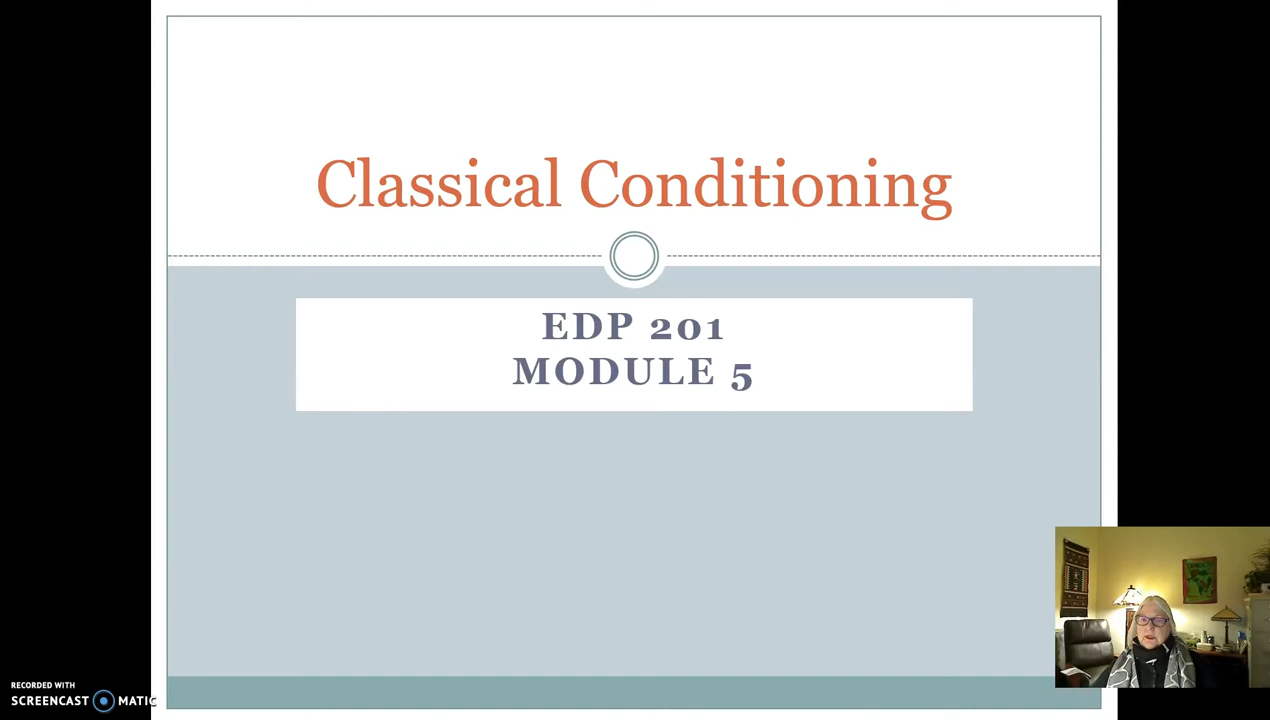 Classical Conditioning
EDP 201
MODULE 5
RECORDED WITH
SCREENCAST MATIC